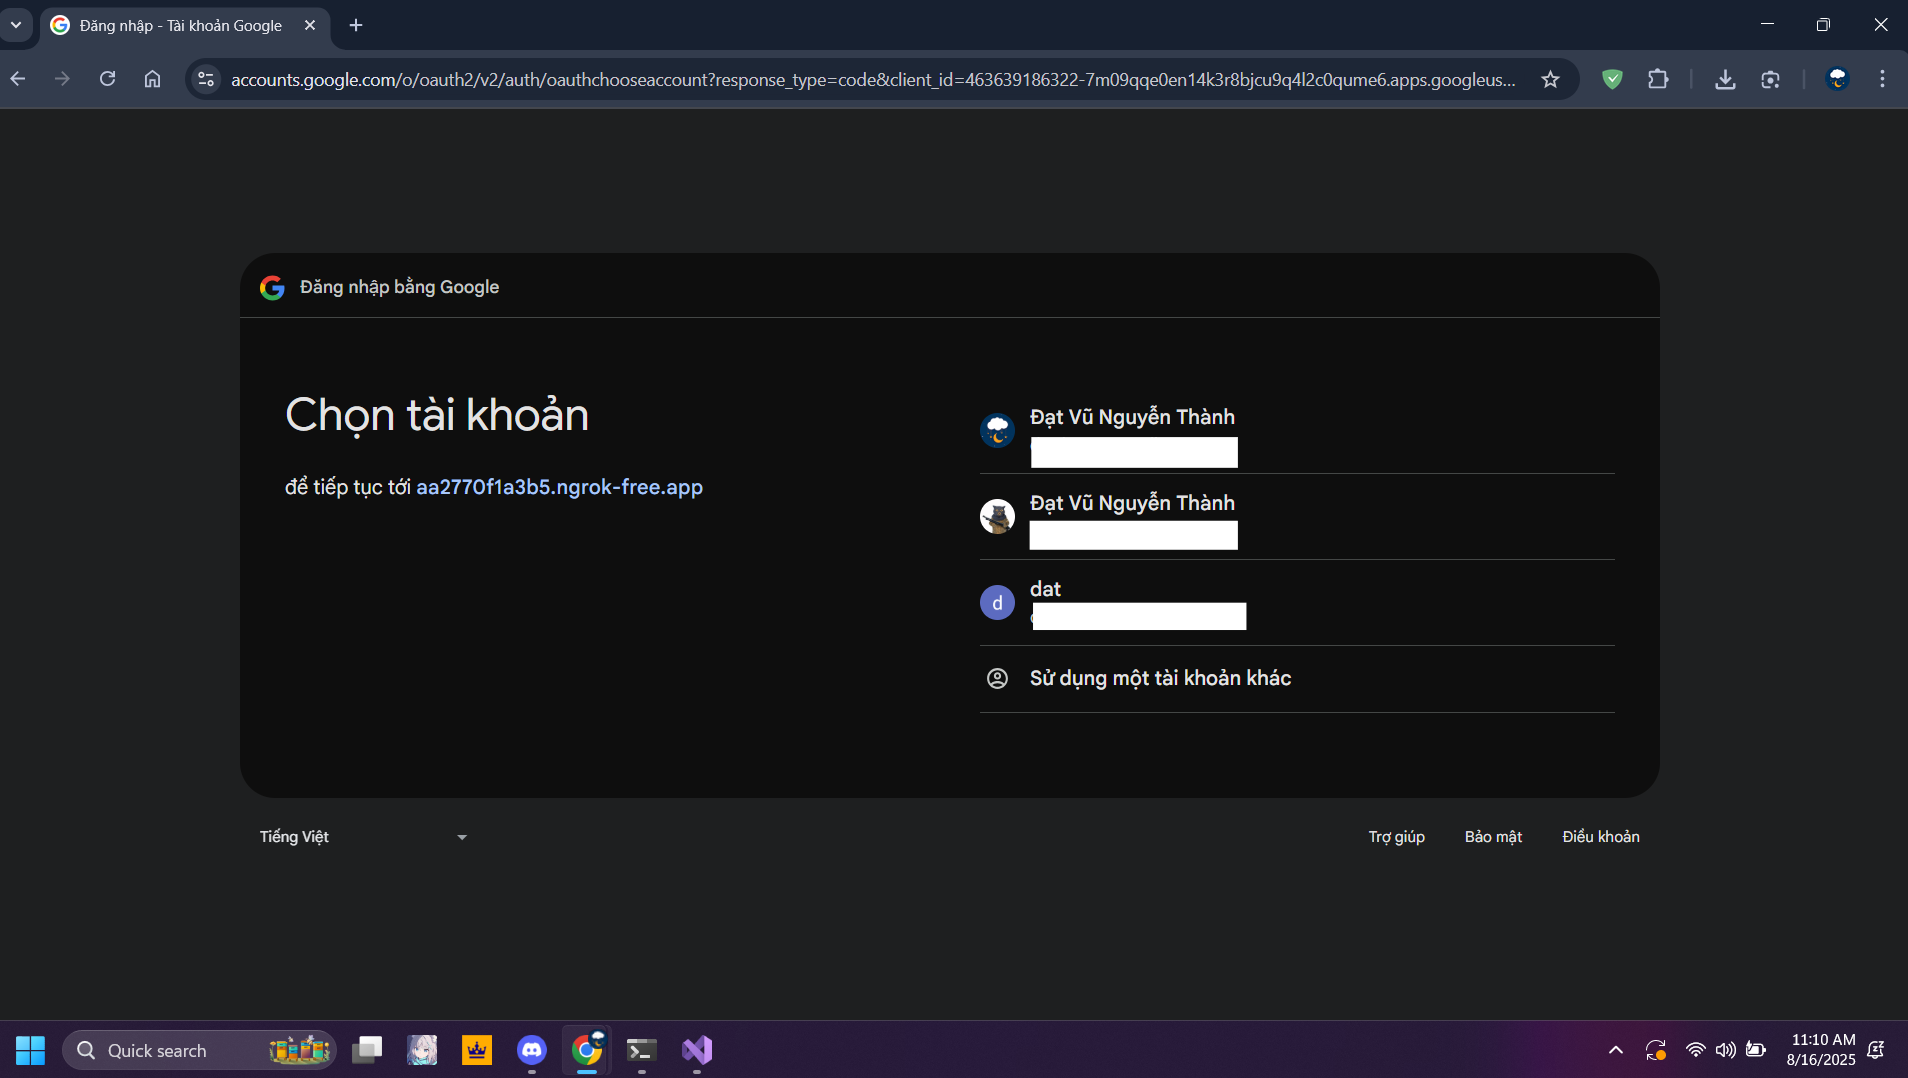 Đăng nhập - Tài khoản Google
accounts.google.com/o/oauth2/v2/auth/oauthchooseaccount?response_type=code&client_id=463639186322-7m09qqe0en14k3r8bjcu9q4l2c0qume6.apps.googleus...
Đăng nhập bằng Google
Chọn tài khoản
để tiếp tục tới aa2770f1a3b5.ngrok-free.app
Đạt Vũ Nguyễn Thành
Đạt Vũ Nguyễn Thành
d
dat
Sử dụng một tài khoản khác
Tiếng Việt
Trợ giúp
Bảo mật
Điều khoản
Quick search
11:10 AM
8/16/2025